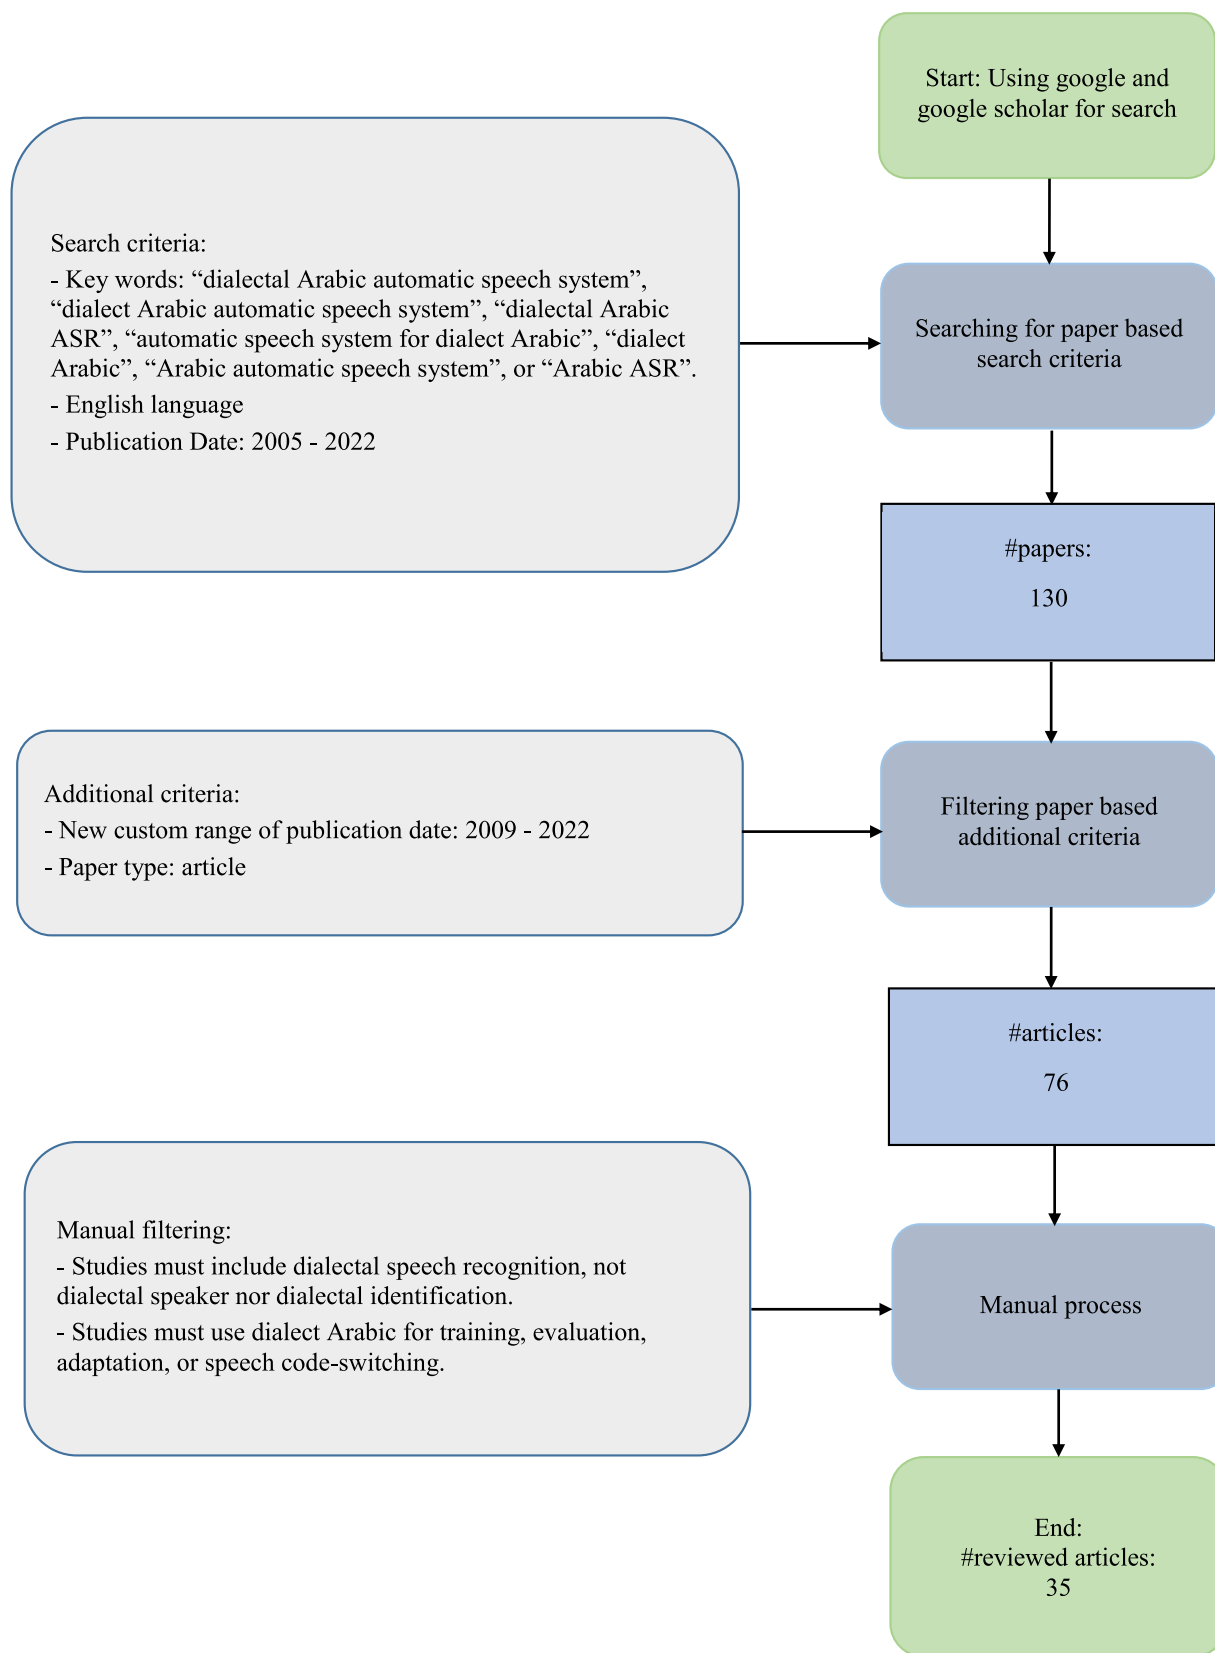 Start: Using google and
google scholar for search
Search criteria:
- Key words: “dialectal Arabic automatic speech system”,
“dialect Arabic automatic speech system”, “dialectal Arabic
ASR”, “automatic speech system for dialect Arabic”, “dialect
Arabic”, “Arabic automatic speech system”, or “Arabic ASR”.
- English language
- Publication Date: 2005 - 2022
Searching for paper based
search criteria
#papers:
130
Additional criteria:
- New custom range of publication date: 2009 - 2022
- Paper type: article
Filtering paper based
additional criteria
#articles:
76
Manual filtering:
- Studies must include dialectal speech recognition, not
dialectal speaker nor dialectal identification.
- Studies must use dialect Arabic for training, evaluation,
adaptation, or speech code-switching.
Manual process
End:
#reviewed articles:
35